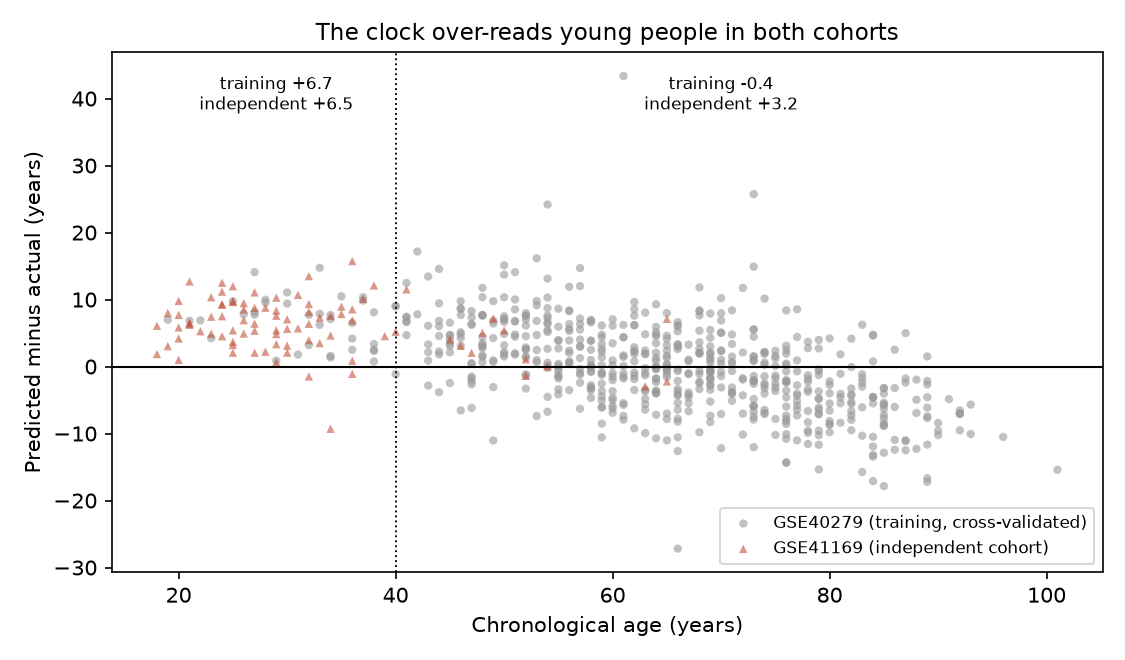 The clock over-reads young people in both cohorts
training +6.7
independent +6.5
training -0.4
independent +3.2
Predicted minus actual (years)
40
30
20
10
0
−10
−20
−30
20
40
60
80
100
Chronological age (years)
GSE40279 (training, cross-validated)
GSE41169 (independent cohort)